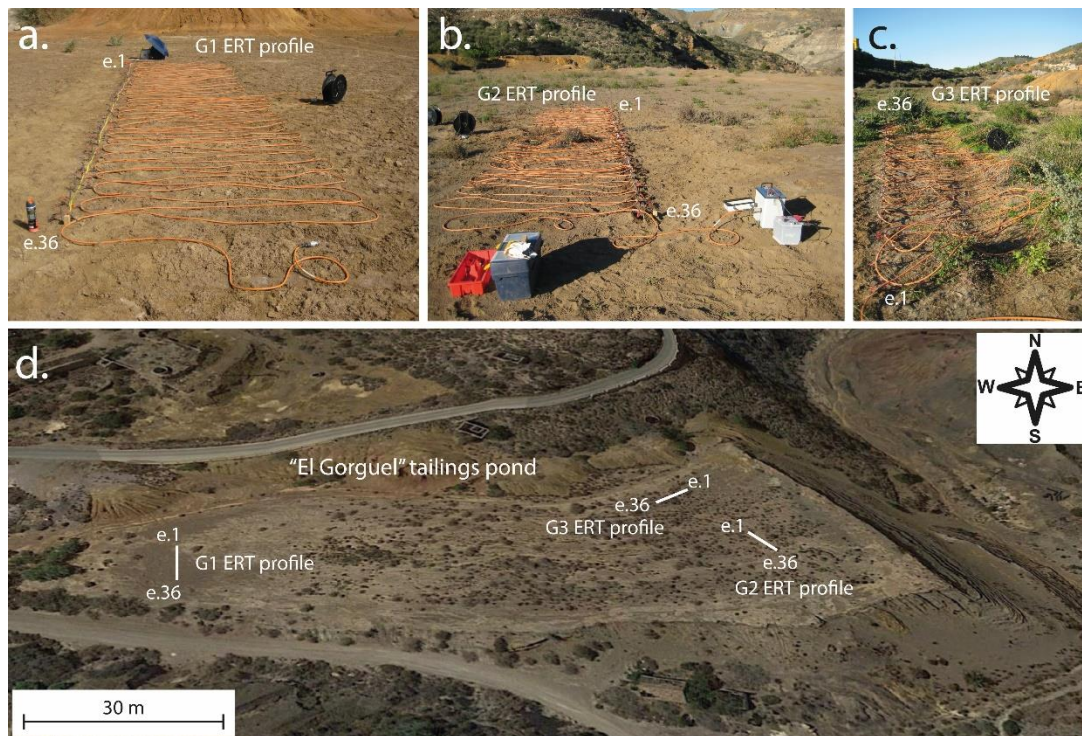 a.
G1 ERT profile
e.1
e.36
b.
G2 ERT profile
e.1
e.36
c.
e.36
G3 ERT profile
e.1
d.
N
W E
S
"El Gorguel" tailings pond
e.1
G1 ERT profile
e.36
e.1
e.36
G3 ERT profile
e.1
e.36
G2 ERT profile
30 m